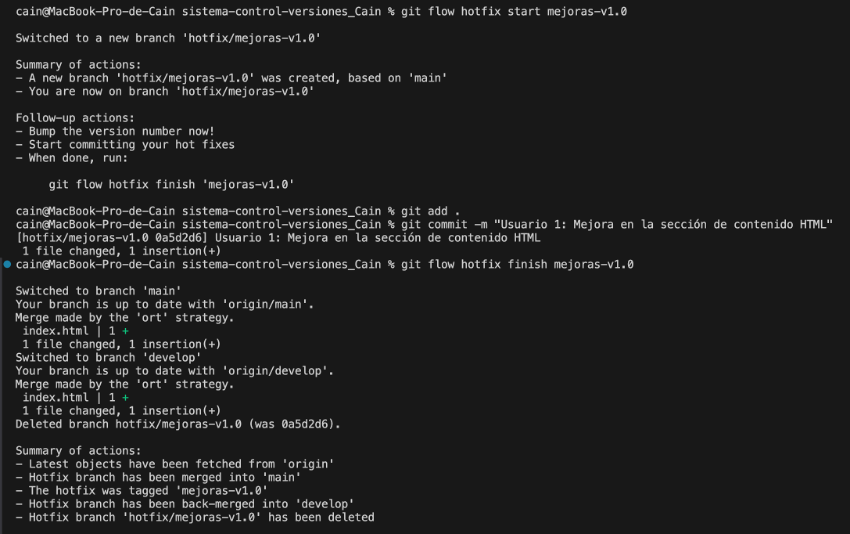 cain@MacBook-Pro-de-Cain sistema-control-versiones_Cain % git flow hotfix start mejoras-v1.0
Switched to a new branch 'hotfix/mejoras-v1.0'
Summary of actions:
- A new branch 'hotfix/mejoras-v1.0' was created, based on 'main'
- You are now on branch 'hotfix/mejoras-v1.0'
Follow-up actions:
- Bump the version number now!
- Start committing your hot fixes
- When done, run:
git flow hotfix finish 'mejoras-v1.0'
cain@MacBook-Pro-de-Cain sistema-control-versiones_Cain % git add .
cain@MacBook-Pro-de-Cain sistema-control-versiones_Cain % git commit -m "Usuario 1: Mejora en la sección de contenido HTML"
[hotfix/mejoras-v1.0 0a5d2d6] Usuario 1: Mejora en la sección de contenido HTML
1 file changed, 1 insertion(+)
cain@MacBook-Pro-de-Cain sistema-control-versiones_Cain % git flow hotfix finish mejoras-v1.0
Switched to branch 'main'
Your branch is up to date with 'origin/main'.
Merge made by the 'ort' strategy.
index.html | 1 +
1 file changed, 1 insertion(+)
Switched to branch 'develop'
Your branch is up to date with 'origin/develop'.
Merge made by the 'ort' strategy.
index.html | 1 +
1 file changed, 1 insertion(+)
Deleted branch hotfix/mejoras-v1.0 (was 0a5d2d6).
Summary of actions:
- Latest objects have been fetched from 'origin'
- Hotfix branch has been merged into 'main'
- The hotfix was tagged 'mejoras-v1.0'
- Hotfix branch has been back-merged into 'develop'
- Hotfix branch 'hotfix/mejoras-v1.0' has been deleted